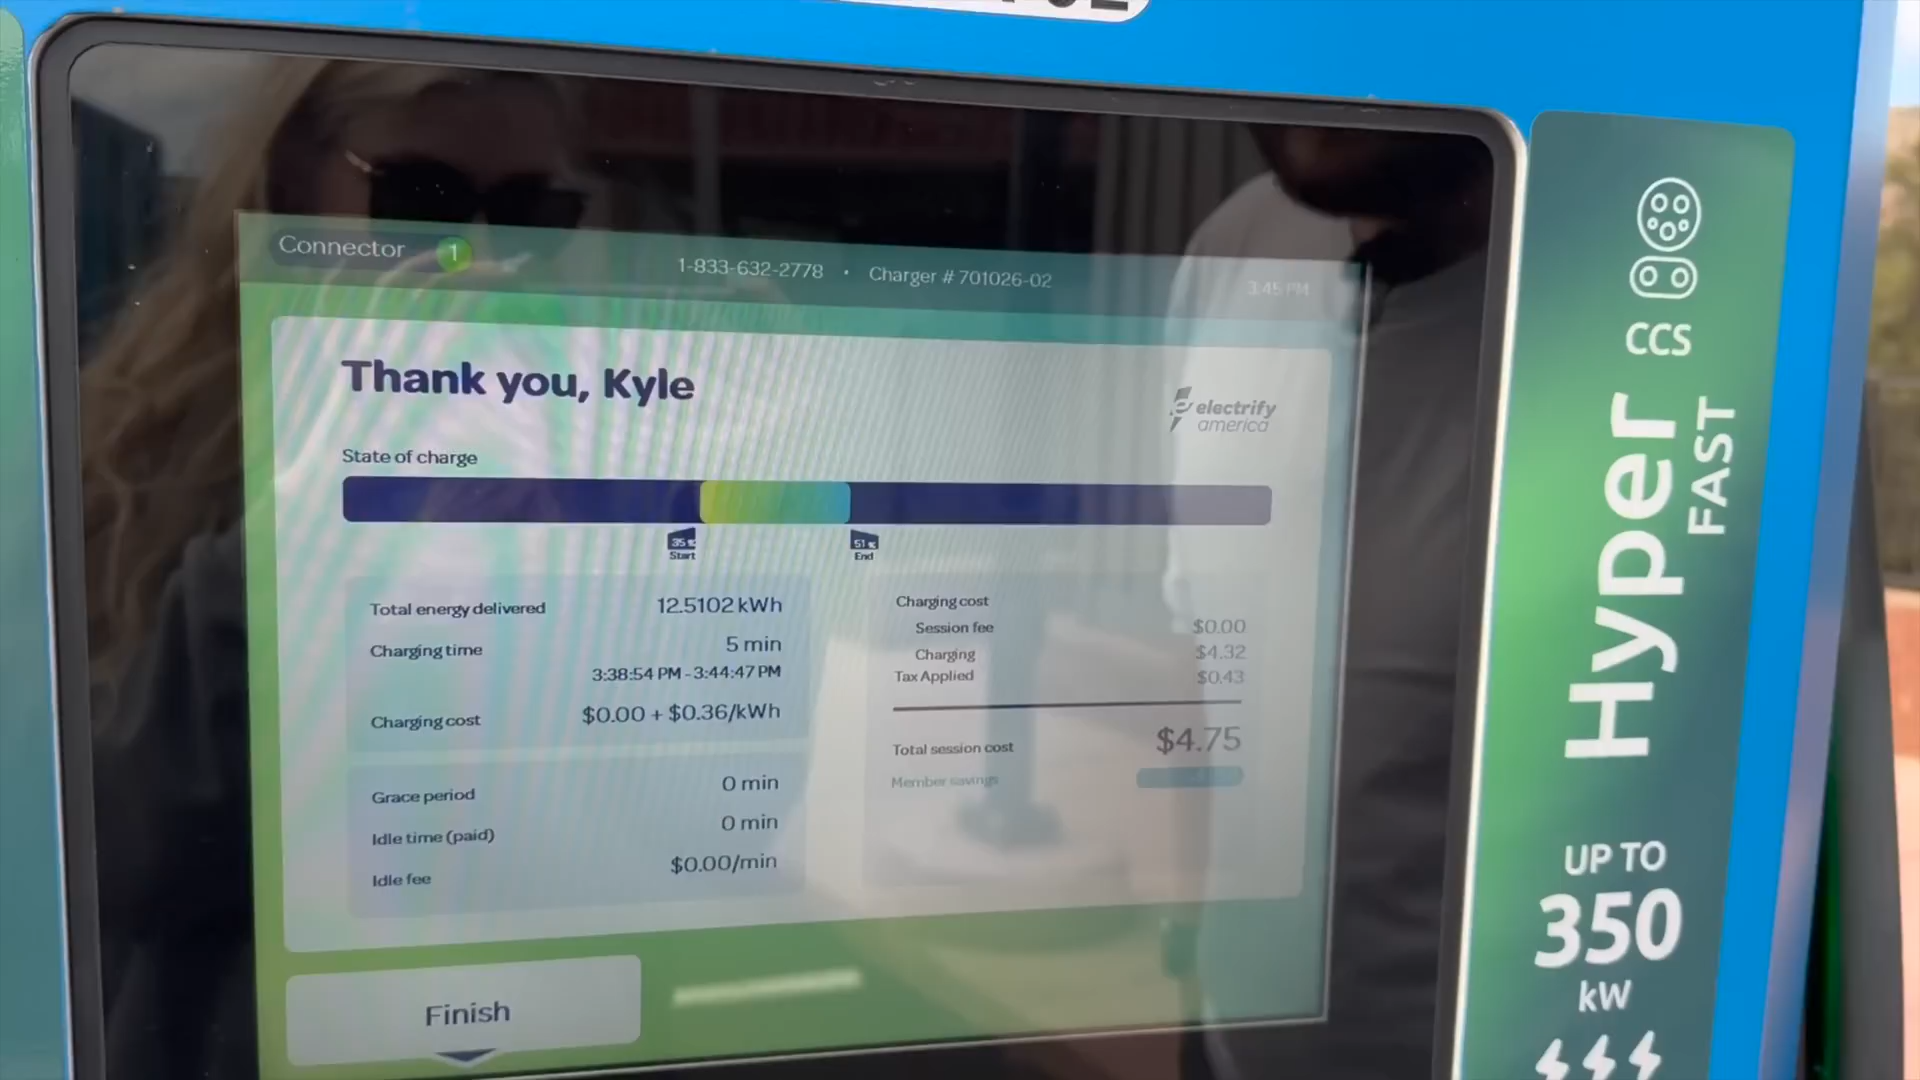 Connector 1
1-833-632-2778 • Charger # 701026-02
3:45 PM
Thank you, Kyle
electrify
america
State of charge
35% Start
51% End
Total energy delivered 12.5102 kWh
Charging time 5 min
3:38:54 PM - 3:44:47 PM
Charging cost $0.00 + $0.36/kWh
Grace period 0 min
Idle time (paid) 0 min
Idle fee $0.00/min
Charging cost
Session fee $0.00
Charging $4.32
Tax Applied $0.43
Total session cost $4.75
Member savings
Finish
CCS
Hyper
FAST
UP TO
350
kW